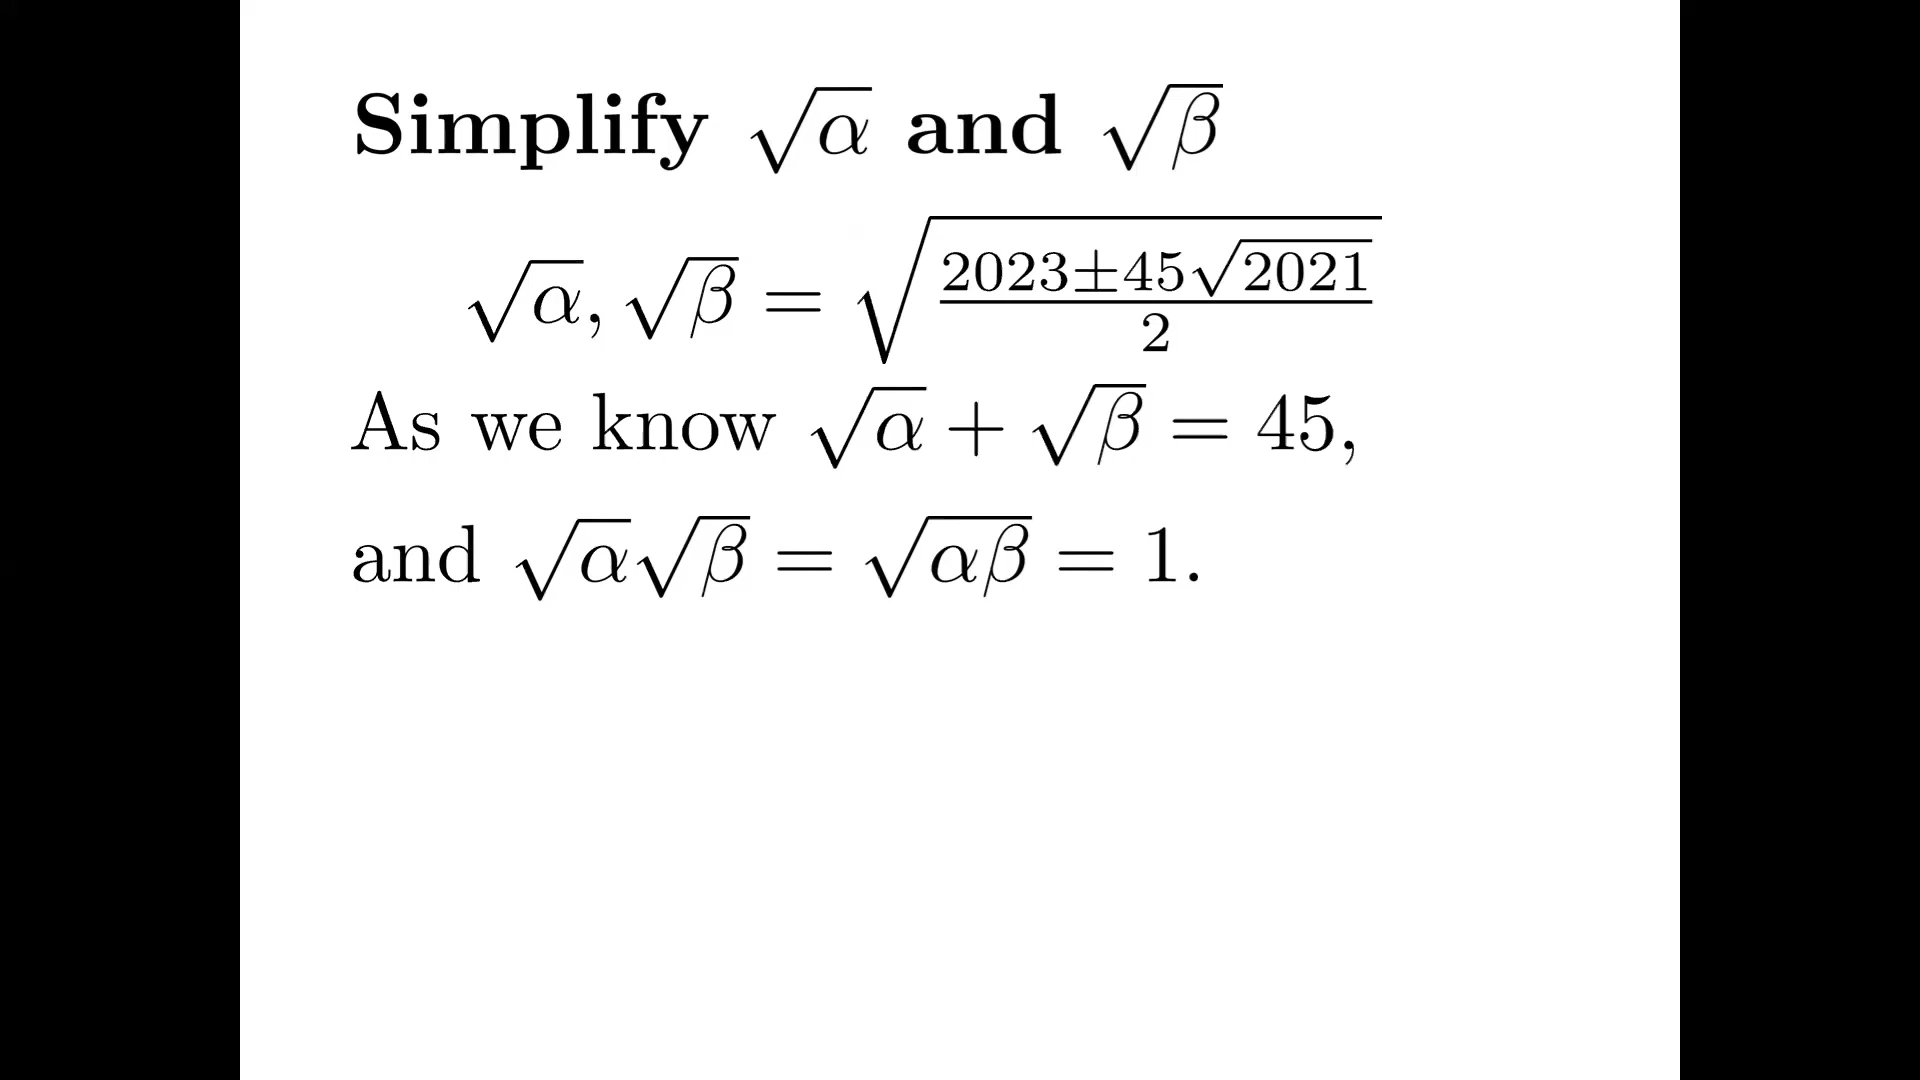 Simplify √α and √β
√α, √β = √((2023±45√2021)/2)
As we know √α + √β = 45,
and √α√β = √(αβ) = 1.